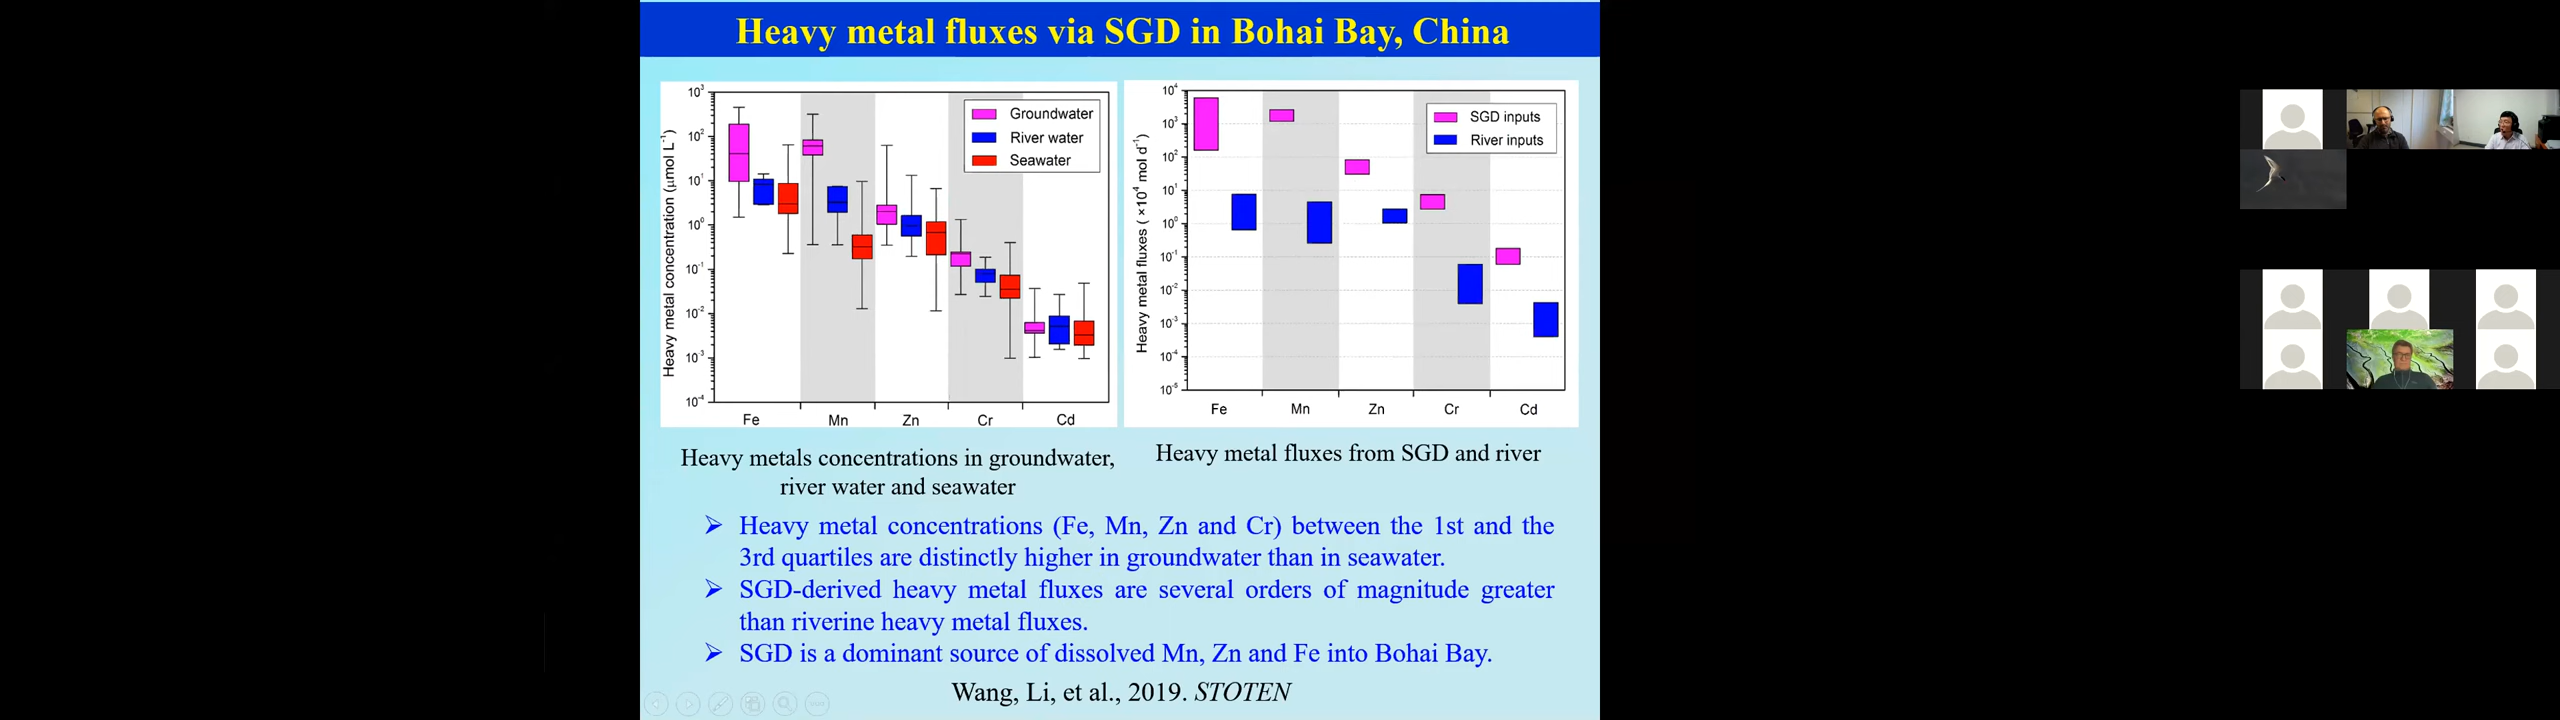 Heavy metal fluxes via SGD in Bohai Bay, China
Heavy metal concentration (μmol L⁻¹)
10³
10²
10¹
10⁰
10⁻¹
10⁻²
10⁻³
10⁻⁴
Groundwater
River water
Seawater
Fe Mn Zn Cr Cd
Heavy metal fluxes ( ×10⁴ mol d⁻¹)
10⁴
10³
10²
10¹
10⁰
10⁻¹
10⁻²
10⁻³
10⁻⁴
10⁻⁵
SGD inputs
River inputs
Fe Mn Zn Cr Cd
Heavy metals concentrations in groundwater,
river water and seawater
Heavy metal fluxes from SGD and river
➢ Heavy metal concentrations (Fe, Mn, Zn and Cr) between the 1st and the
3rd quartiles are distinctly higher in groundwater than in seawater.
➢ SGD-derived heavy metal fluxes are several orders of magnitude greater
than riverine heavy metal fluxes.
➢ SGD is a dominant source of dissolved Mn, Zn and Fe into Bohai Bay.
Wang, Li, et al., 2019. STOTEN